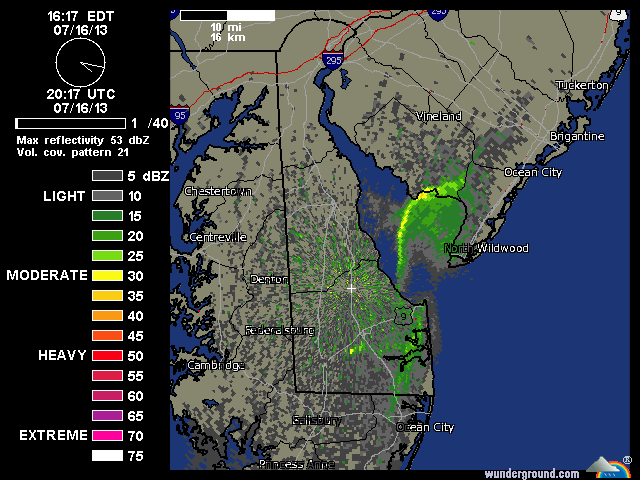 16:17 EDT
07/16/13
20:17 UTC
07/16/13
1 /40
Max reflectivity 53 dbZ
Vol. cov. pattern 21
5 dBZ
LIGHT 10
15
20
25
MODERATE 30
35
40
45
HEAVY 50
55
60
65
EXTREME 70
75
10 mi
16 km
295
295
9
95
Tuckerton
Vineland
Brigantine
Ocean City
Chestertown
Centreville
North Wildwood
Denton
Federalsburg
Cambridge
Salisbury
Ocean City
Princess Anne
wunderground.com ®